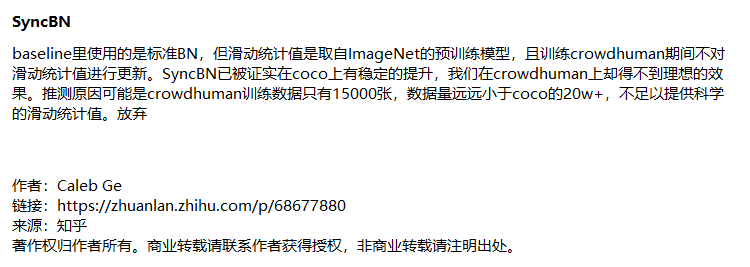 SyncBN
baseline里使用的是标准BN，但滑动统计值是取自ImageNet的预训练模型，且训练crowdhuman期间不对
滑动统计值进行更新。SyncBN已被证实在coco上有稳定的提升，我们在crowdhuman上却得不到理想的效
果。推测原因可能是crowdhuman训练数据只有15000张，数据量远远小于coco的20w+，不足以提供科学
的滑动统计值。放弃
作者：Caleb Ge
链接：https://zhuanlan.zhihu.com/p/68677880
来源：知乎
著作权归作者所有。商业转载请联系作者获得授权，非商业转载请注明出处。